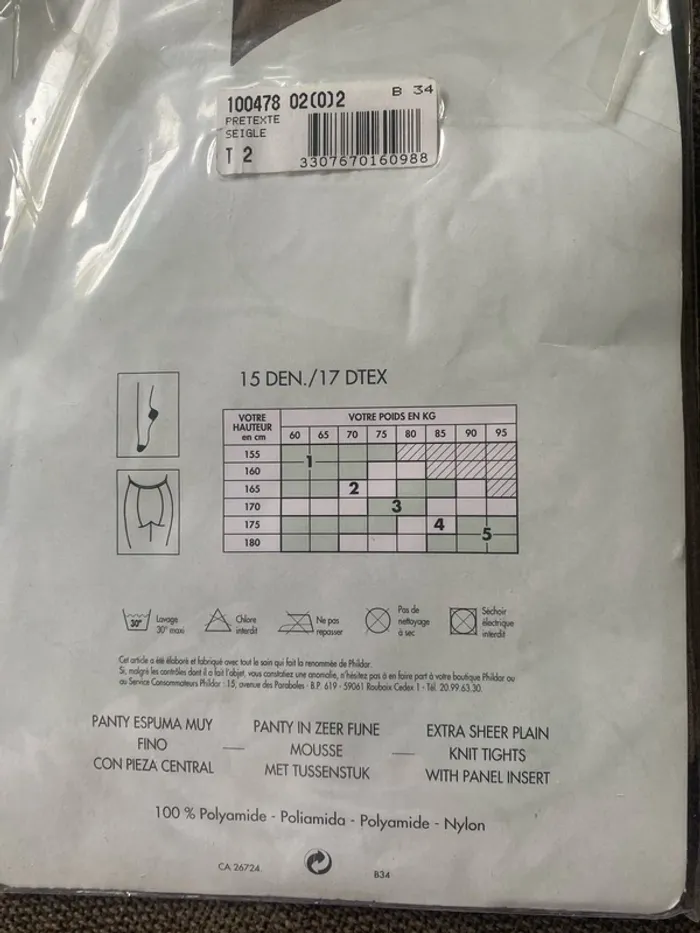 100478 02(0)2 B 34
PRETEXTE
SEIGLE
T 2
3307670160988
15 DEN./17 DTEX
VOTRE HAUTEUR en cm
VOTRE POIDS EN KG
60 65 70 75 80 85 90 95
155
160
165
170
175
180
1
2
3
4
5
30°
Lavage
30° maxi
Chlore
interdit
Ne pas
repasser
Pas de
nettoyage
à sec
Séchoir
électrique
interdit
Cet article a été élaboré et fabriqué avec tout le soin qui fait la renommée de Phildar.
Si, malgré les contrôles dont il a fait l'objet, vous constatiez une anomalie, n'hésitez pas à en faire part à votre boutique Phildar ou
au Service Consommateurs Phildar : 15, avenue des Paraboles - B.P. 619 - 59061 Roubaix Cedex 1 - Tél. 20.99.63.30.
PANTY ESPUMA MUY
FINO
CON PIEZA CENTRAL
PANTY IN ZEER FIJNE
MOUSSE
MET TUSSENSTUK
EXTRA SHEER PLAIN
KNIT TIGHTS
WITH PANEL INSERT
100 % Polyamide - Poliamida - Polyamide - Nylon
CA 26724
B34